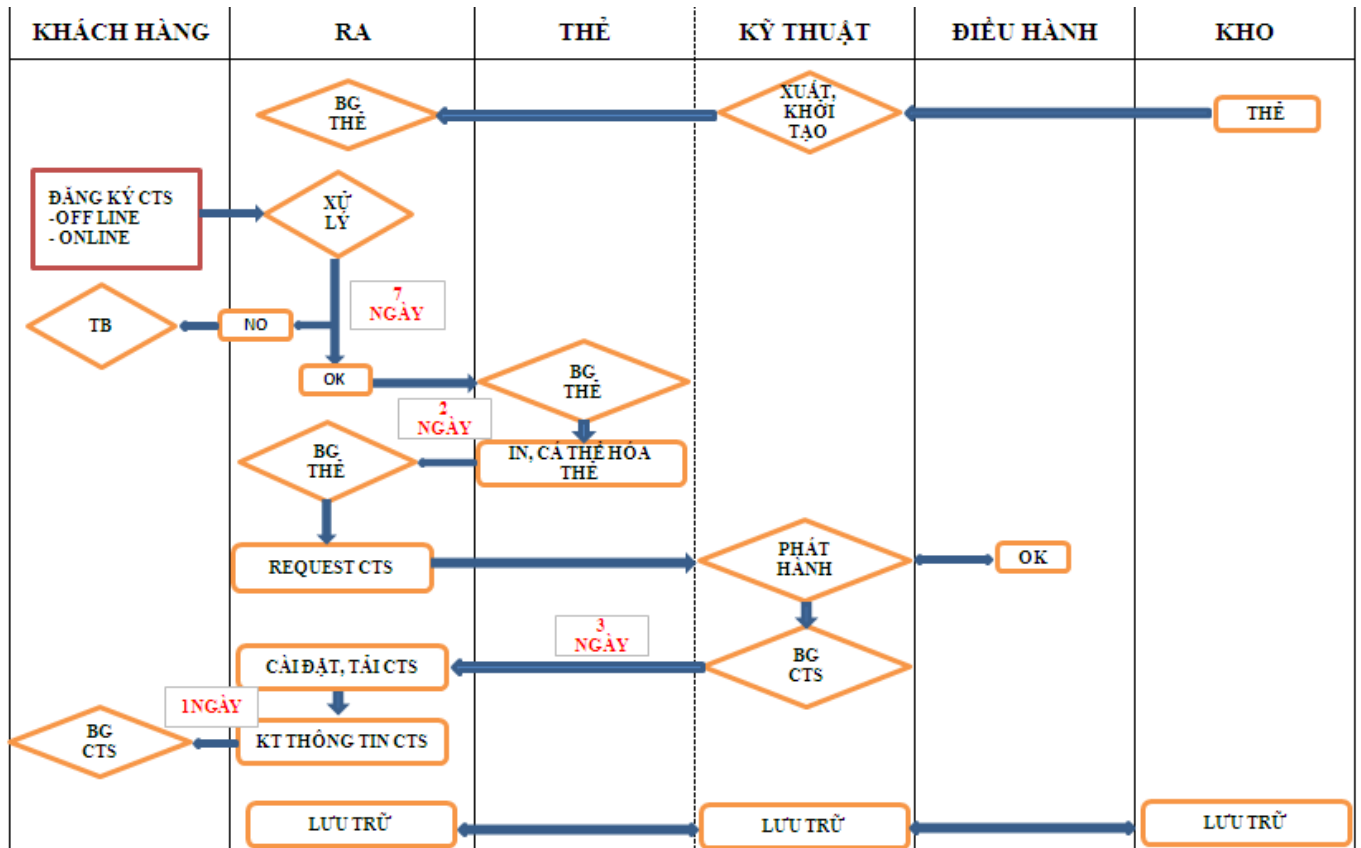 KHÁCH HÀNG
RA
THẺ
KỸ THUẬT
ĐIỀU HÀNH
KHO
BG
THẺ
XUẤT,
KHỞI
TẠO
THẺ
ĐĂNG KÝ CTS
-OFF LINE
- ONLINE
XỬ
LÝ
7
NGÀY
TB
NO
OK
BG
THẺ
2
NGÀY
BG
THẺ
IN, CÁ THỂ HÓA
THẺ
REQUEST CTS
PHÁT
HÀNH
OK
3
NGÀY
CÀI ĐẶT, TẢI CTS
BG
CTS
1NGÀY
BG
CTS
KT THÔNG TIN CTS
LƯU TRỮ
LƯU TRỮ
LƯU TRỮ